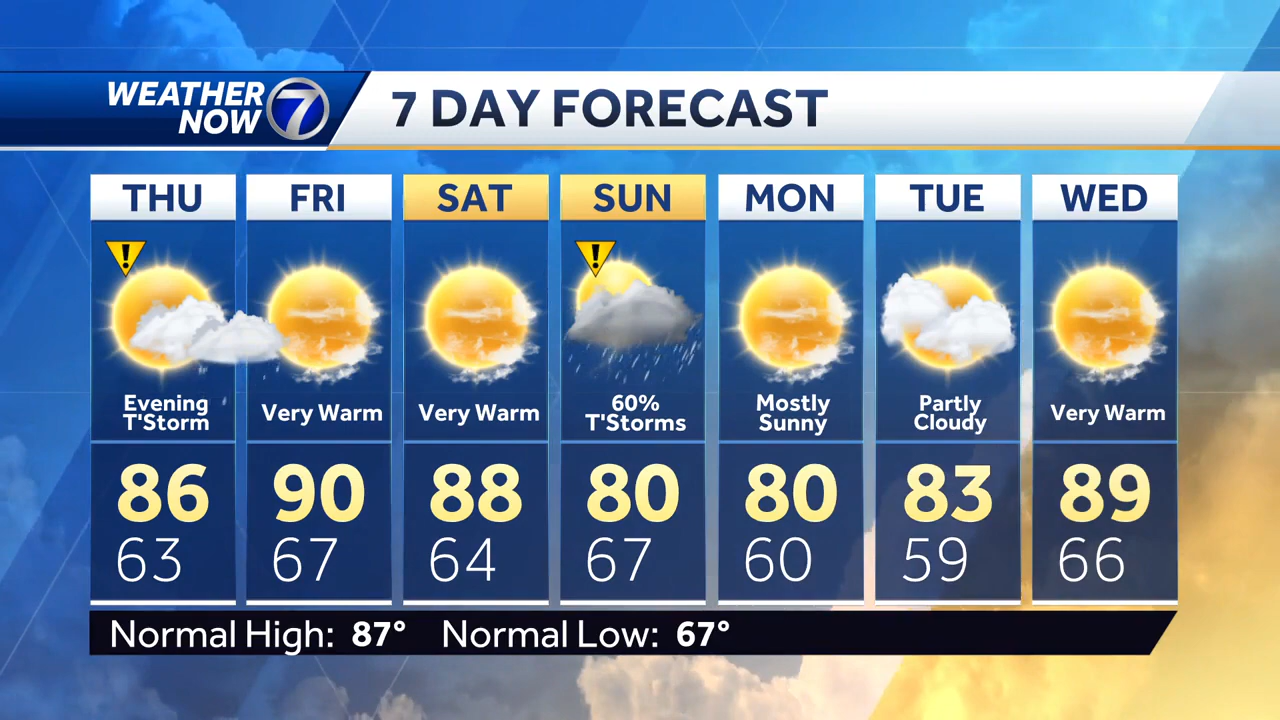 WEATHER
NOW 7
7 DAY FORECAST
THU FRI SAT SUN MON TUE WED
! !
Evening
T'Storm
Very Warm
Very Warm
60%
T'Storms
Mostly
Sunny
Partly
Cloudy
Very Warm
86 90 88 80 80 83 89
63 67 64 67 60 59 66
Normal High: 87° Normal Low: 67°